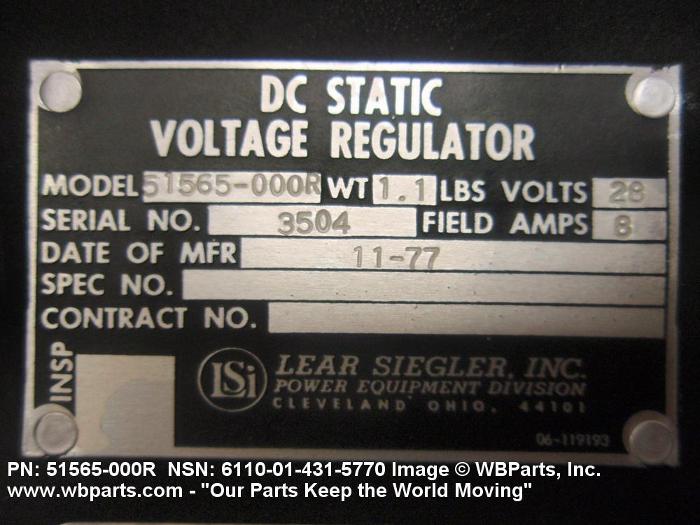 DC STATIC
VOLTAGE REGULATOR
MODEL 51565-000R WT 1.1 LBS VOLTS 28
SERIAL NO. 3504 FIELD AMPS 8
DATE OF MFR 11-77
SPEC NO.
CONTRACT NO.
INSP
LSi LEAR SIEGLER, INC.
POWER EQUIPMENT DIVISION
CLEVELAND OHIO, 44101
06-119193
PN: 51565-000R NSN: 6110-01-431-5770 Image © WBParts, Inc.
www.wbparts.com - "Our Parts Keep the World Moving"